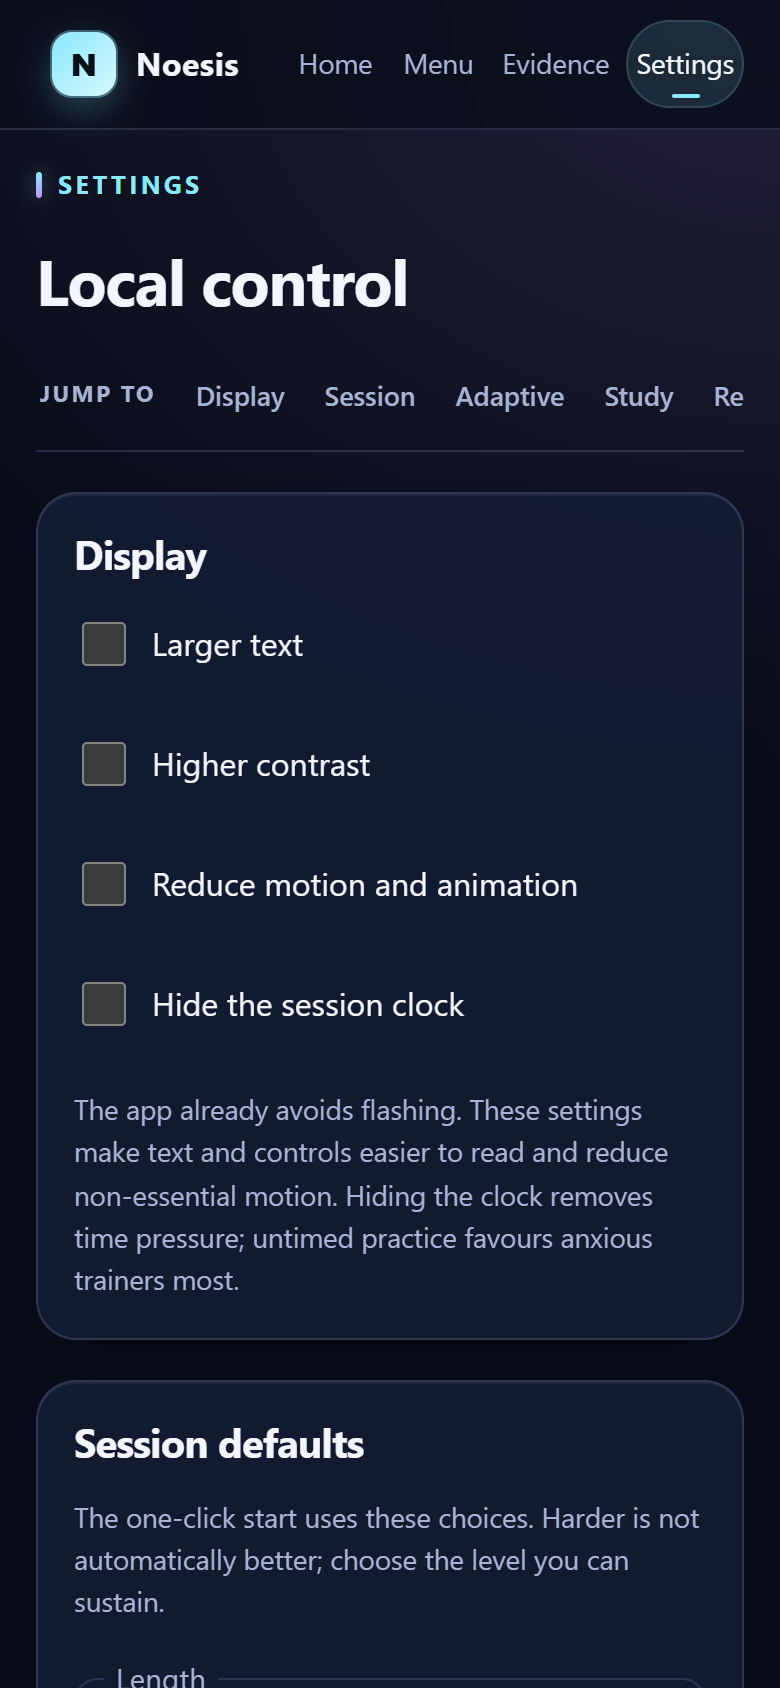 N Noesis Home Menu Evidence Settings
SETTINGS
Local control
JUMP TO Display Session Adaptive Study Re
Display
Larger text
Higher contrast
Reduce motion and animation
Hide the session clock
The app already avoids flashing. These settings
make text and controls easier to read and reduce
non-essential motion. Hiding the clock removes
time pressure; untimed practice favours anxious
trainers most.
Session defaults
The one-click start uses these choices. Harder is not
automatically better; choose the level you can
sustain.
Length